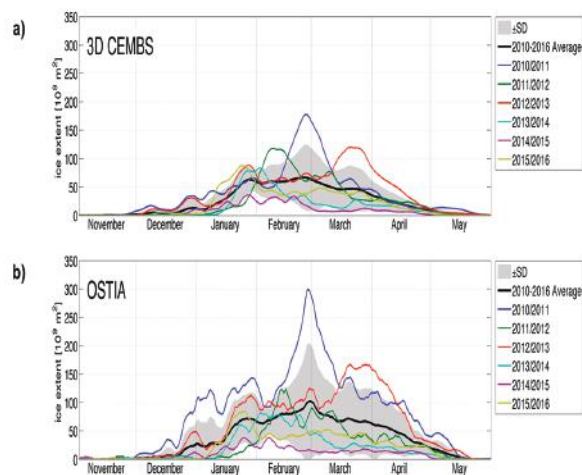 a)
3D CEMBS
ice extent [10⁹ m²]
350
300
250
200
150
100
50
0
November December January February March April May
±SD
2010-2016 Average
2010/2011
2011/2012
2012/2013
2013/2014
2014/2015
2015/2016
b)
OSTIA
ice extent [10⁹ m²]
350
300
250
200
150
100
50
0
November December January February March April May
±SD
2010-2016 Average
2010/2011
2011/2012
2012/2013
2013/2014
2014/2015
2015/2016